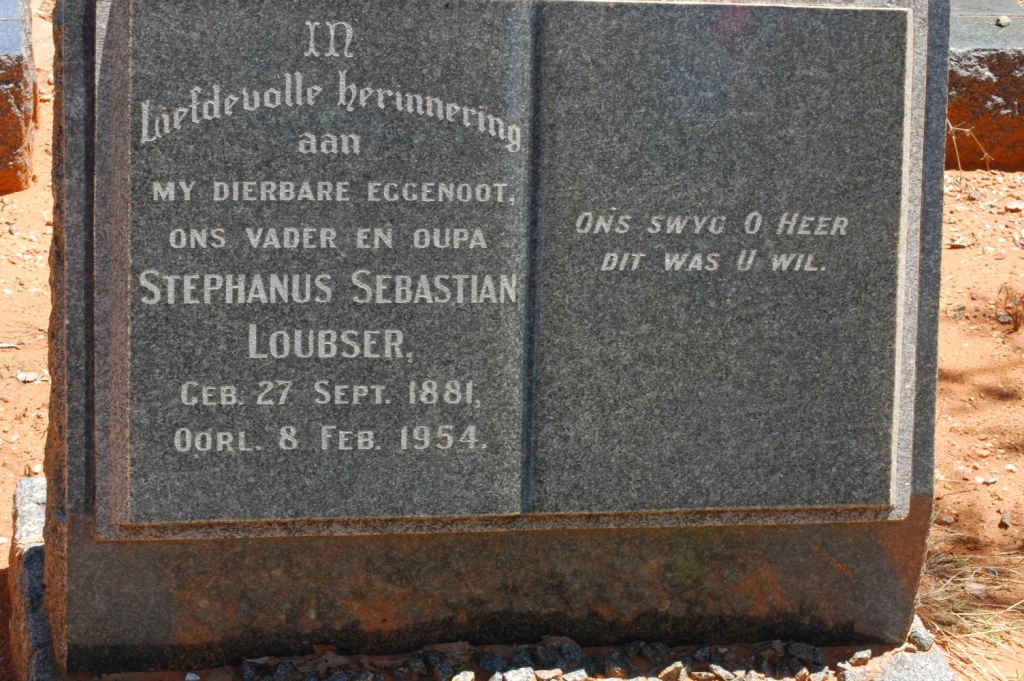 In
Liefdevolle herinnering
aan
MY DIERBARE EGGENOOT,
ONS VADER EN OUPA
STEPHANUS SEBASTIAN
LOUBSER,
GEB. 27 SEPT. 1881,
OORL. 8 FEB. 1954.
ONS SWYG O HEER
DIT WAS U WIL.